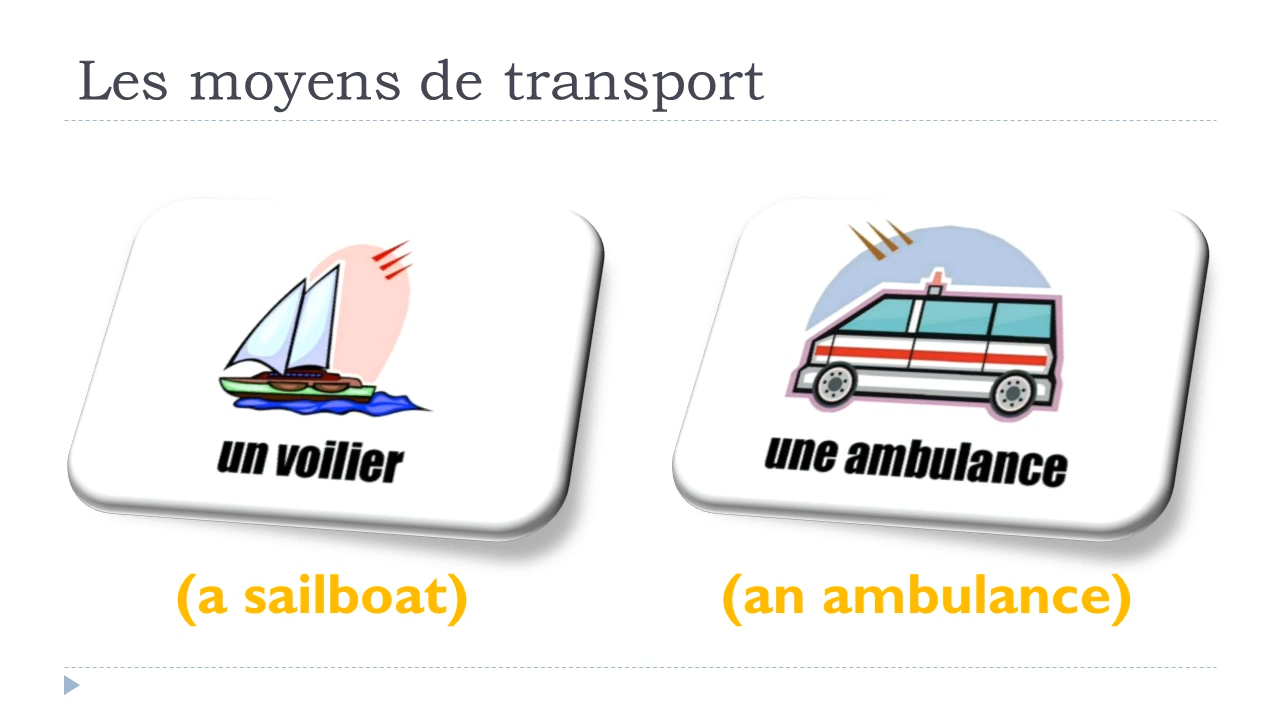 Les moyens de transport
un voilier
une ambulance
(a sailboat)
(an ambulance)